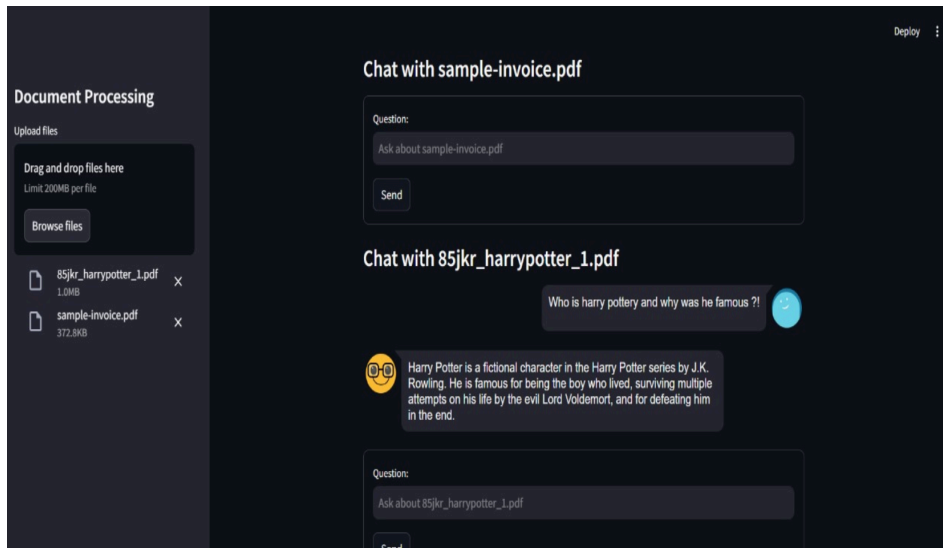 Deploy
Document Processing
Upload files
Drag and drop files here
Limit 200MB per file
Browse files
85jkr_harrypotter_1.pdf
1.0MB
sample-invoice.pdf
372.8KB
Chat with sample-invoice.pdf
Question:
Ask about sample-invoice.pdf
Send
Chat with 85jkr_harrypotter_1.pdf
Who is harry pottery and why was he famous ?!
Harry Potter is a fictional character in the Harry Potter series by J.K.
Rowling. He is famous for being the boy who lived, surviving multiple
attempts on his life by the evil Lord Voldemort, and for defeating him
in the end.
Question:
Ask about 85jkr_harrypotter_1.pdf
Send